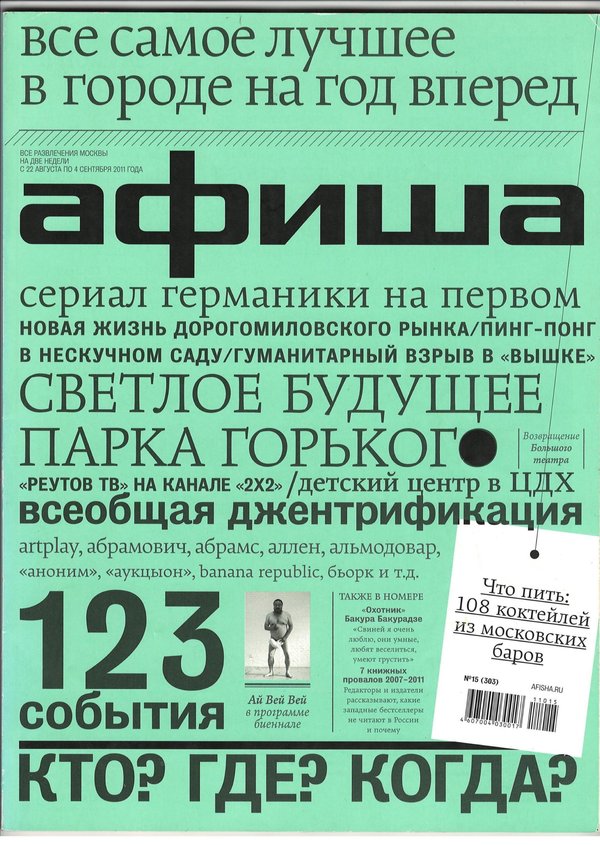 все самое лучшее
в городе на год вперед
ВСЕ РАЗВЛЕЧЕНИЯ МОСКВЫ
НА ДВЕ НЕДЕЛИ
С 22 АВГУСТА ПО 4 СЕНТЯБРЯ 2011 ГОДА
афиша
сериал германики на первом
НОВАЯ ЖИЗНЬ ДОРОГОМИЛОВСКОГО РЫНКА/ПИНГ-ПОНГ
В НЕСКУЧНОМ САДУ/ГУМАНИТАРНЫЙ ВЗРЫВ В «ВЫШКЕ»
СВЕТЛОЕ БУДУЩЕЕ
ПАРКА ГОРЬКОГО
Возвращение
Большого
театра
«РЕУТОВ ТВ» НА КАНАЛЕ «2Х2» /детский центр в ЦДХ
всеобщая джентрификация
artplay, абрамович, абрамс, аллен, альмодовар,
«аноним», «аукцыон», banana republic, бьорк и т.д.
123
события
Ай Вей Вей
в программе
биеннале
ТАКЖЕ В НОМЕРЕ
«Охотник»
Бакура Бакурадзе
«Свиней я очень
люблю, они умные,
любят веселиться,
умеют грустить»
7 книжных
провалов 2007–2011
Редакторы и издатели
рассказывают, какие
западные бестселлеры
не читают в России
и почему
Что пить:
108 коктейлей
из московских
баров
№15 (303)
AFISHA.RU
11015
4 607004 030017
КТО? ГДЕ? КОГДА?